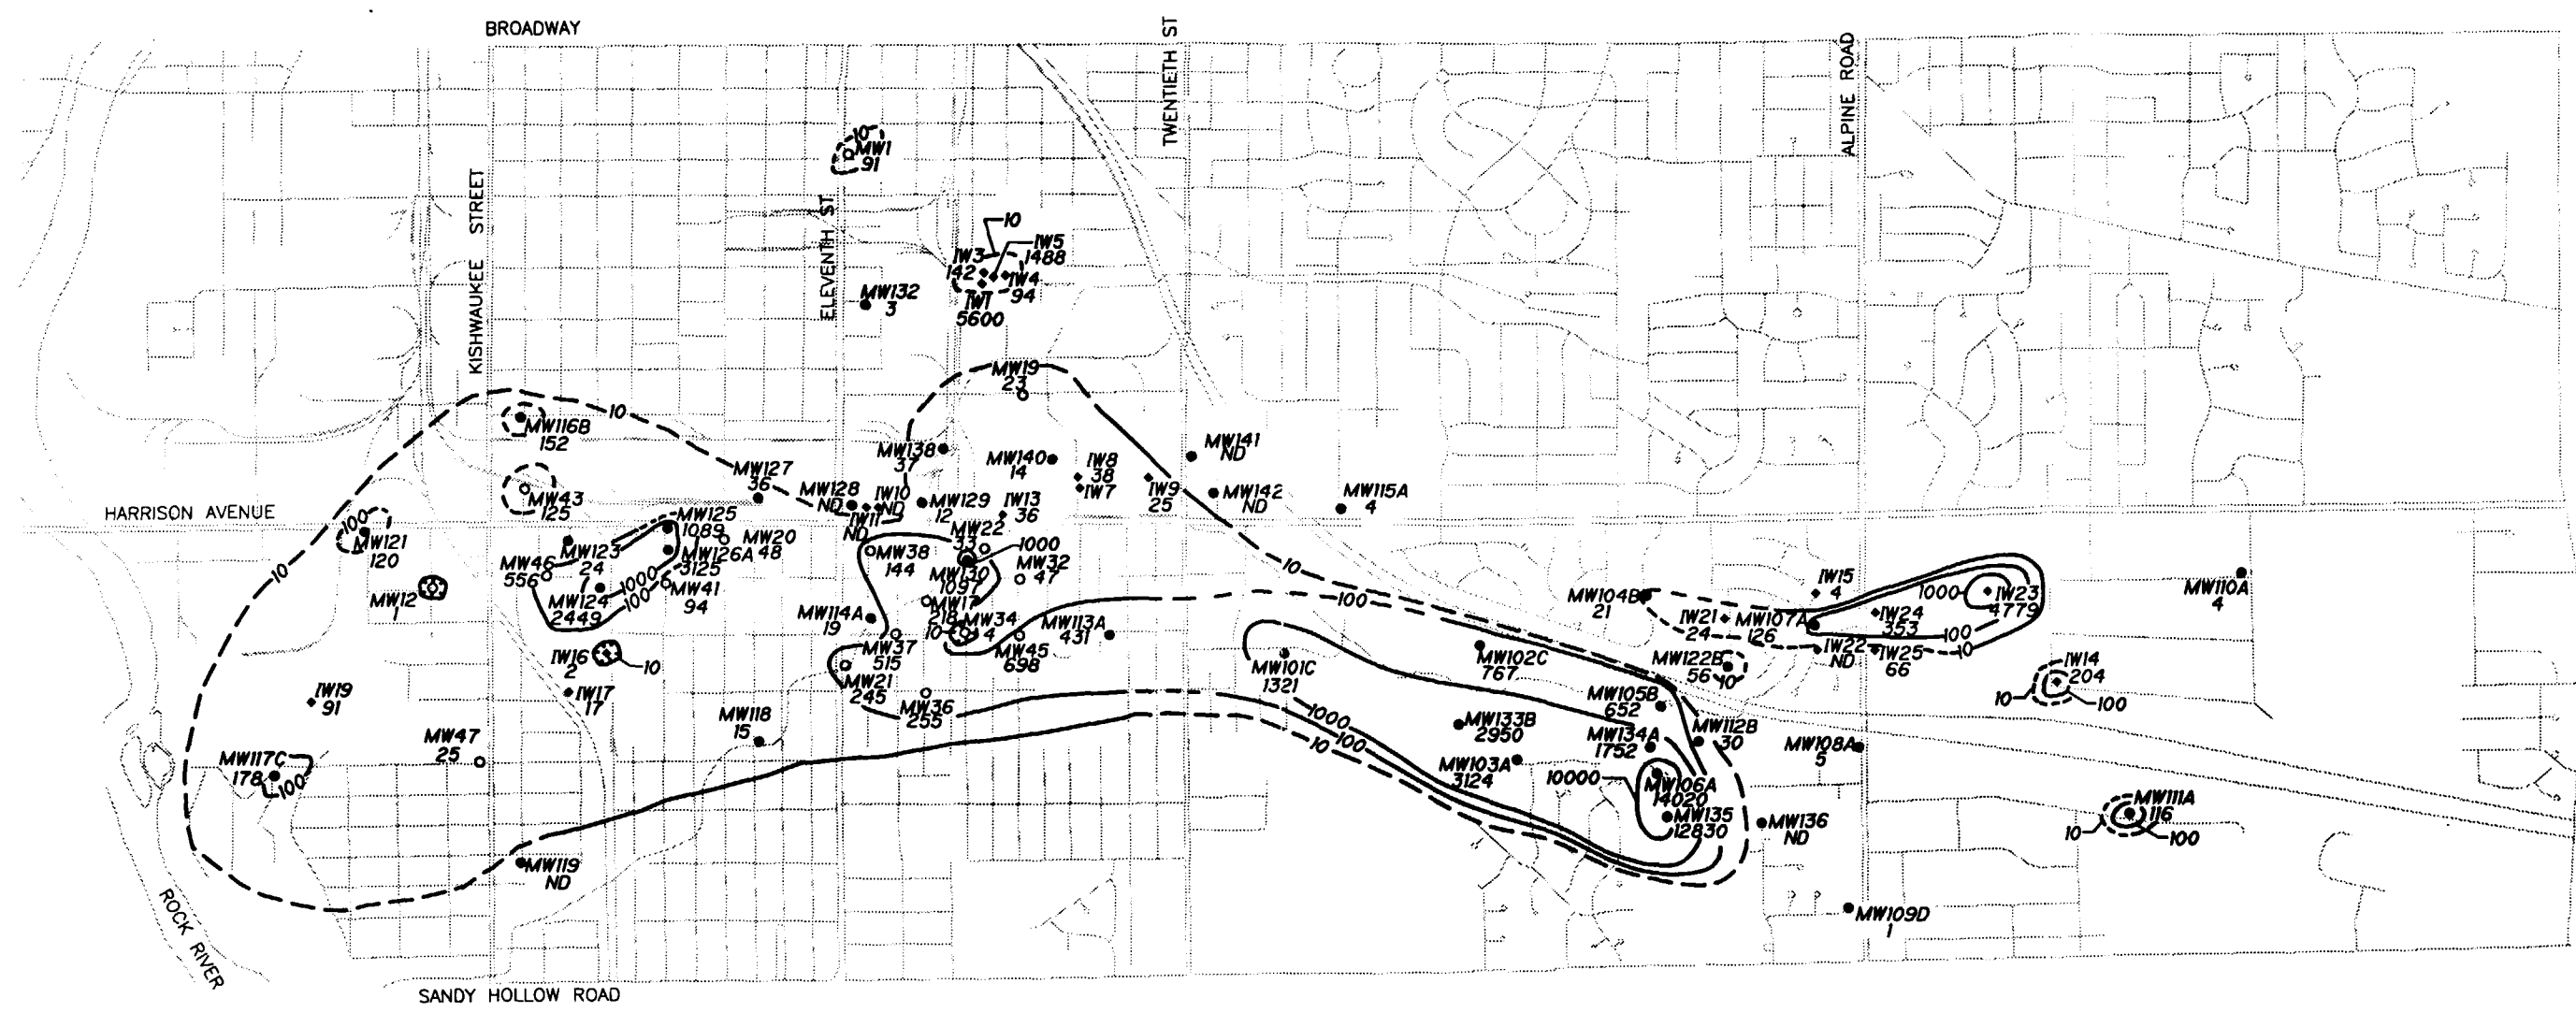 BROADWAY
TWENTIETH ST
ALPINE ROAD
KISHWAUKEE STREET
ELEVENTH ST
10
MW1
91
10
IW5
1488
IW3
142
IW4
94
IW1
5600
MW132
3
MW19
23
10
MW116B
152
MW138
37
MW140
14
IW8
38
IW7
MW141
ND
IW9
25
MW142
ND
MW115A
4
MW127
36
MW128
ND
IW10
ND
IW11
ND
MW129
12
IW13
36
MW43
125
HARRISON AVENUE
100
MW121
120
MW125
1089
MW20
48
MW126A
3125
MW123
24
MW46
556
MW124
2449
1000
100
MW41
94
MW22
33
MW38
144
1000
MW130
1097
MW32
47
MW12
1
10
10
100
MW17
218
MW34
4
10
MW114A
19
MW113A
431
MW45
698
MW37
515
MW21
245
MW36
255
IW16
2
10
IW17
17
IW19
91
MW118
15
MW47
25
MW117C
178
100
MW119
ND
MW104B
21
IW15
4
IW21
24
MW107A
126
IW24
353
1000
IW23
4779
100
10
IW22
ND
IW25
66
MW110A
4
MW122B
56
10
IW14
204
10
100
MW101C
1321
MW102C
767
MW105B
652
1000
100
10
MW133B
2950
MW134A
1752
MW112B
30
MW108A
5
MW103A
3124
10000
MW106A
14020
MW135
12830
MW136
ND
MW111A
116
10
100
MW109D
1
ROCK RIVER
SANDY HOLLOW ROAD